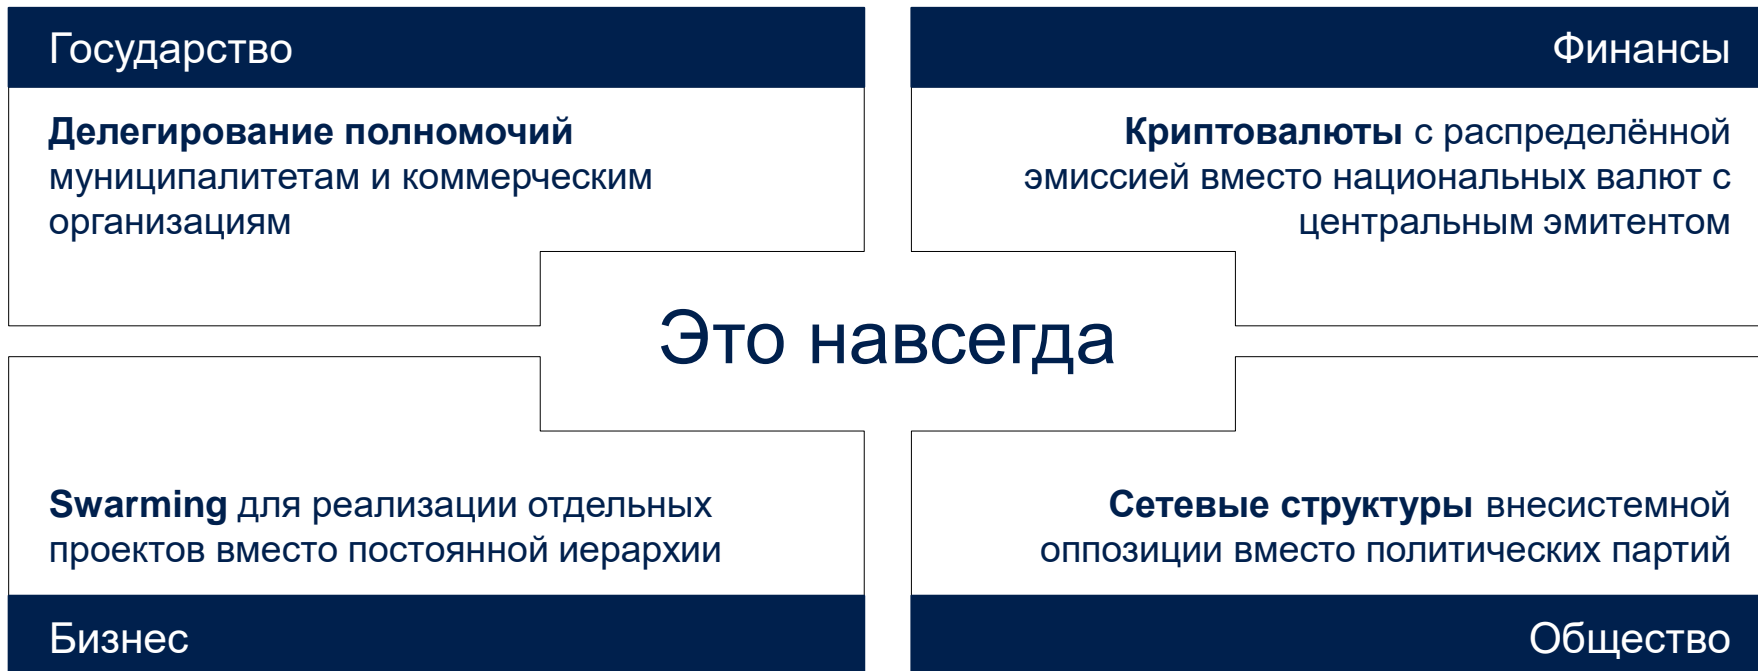 Государство
Делегирование полномочий
муниципалитетам и коммерческим
организациям
Финансы
Криптовалюты с распределённой
эмиссией вместо национальных валют с
центральным эмитентом
Это навсегда
Swarming для реализации отдельных
проектов вместо постоянной иерархии
Бизнес
Сетевые структуры внесистемной
оппозиции вместо политических партий
Общество